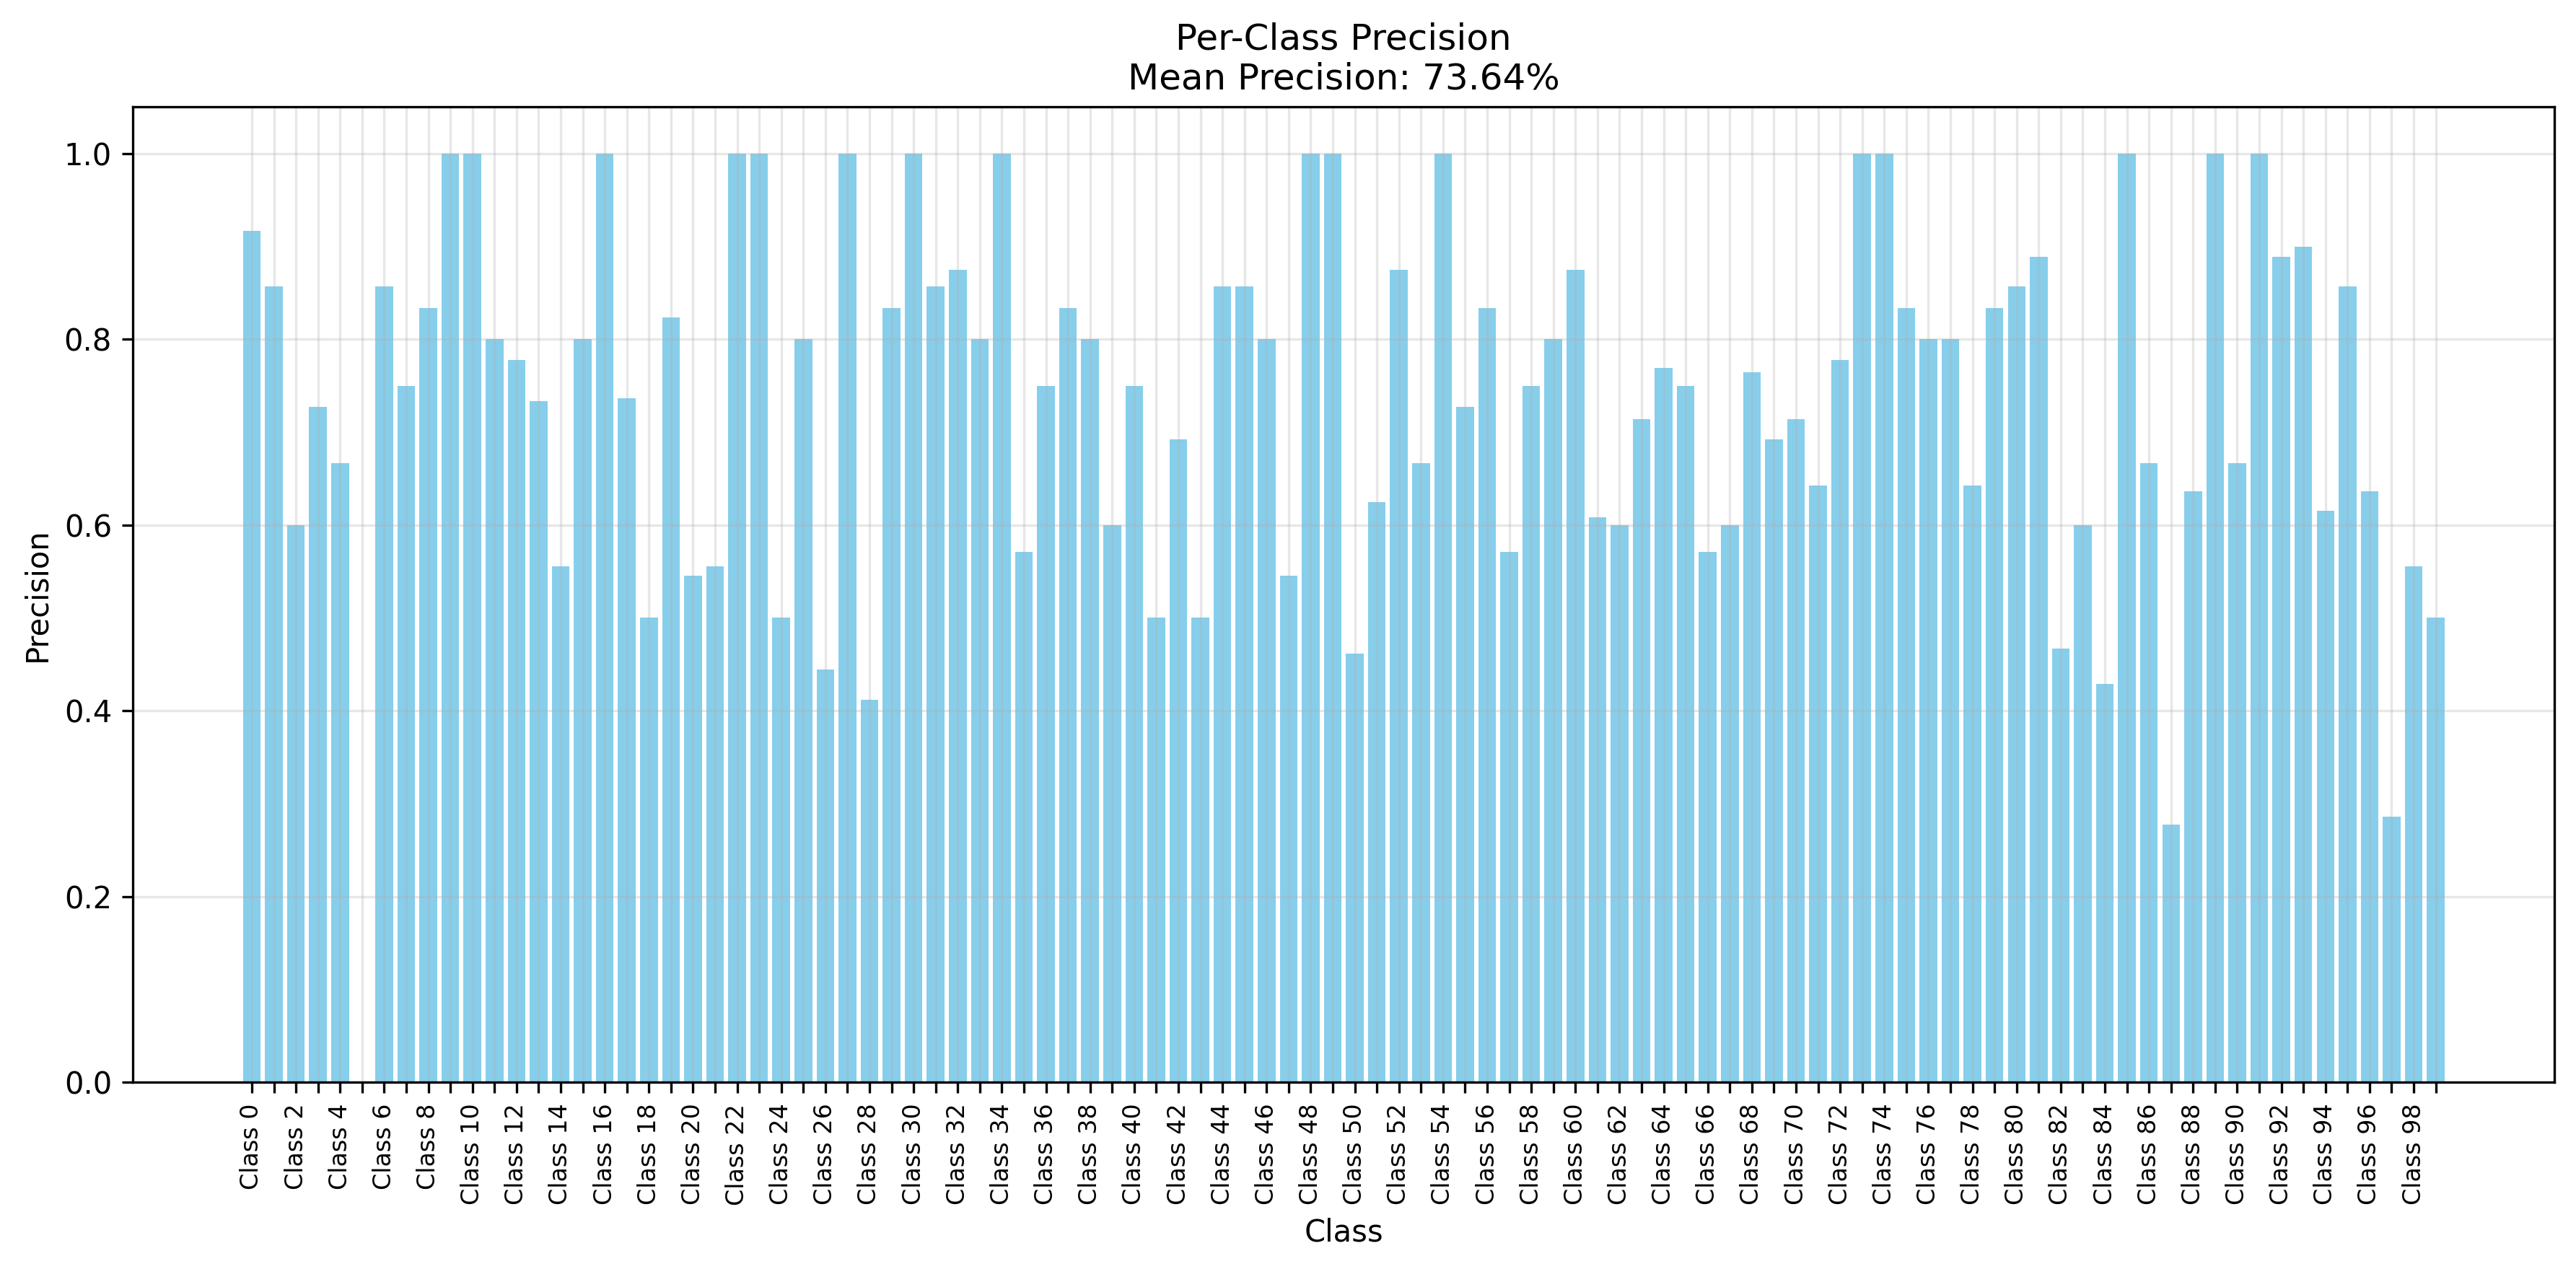 Per-Class Precision
Mean Precision: 73.64%
Precision
1.0
0.8
0.6
0.4
0.2
0.0
Class 0
Class 2
Class 4
Class 6
Class 8
Class 10
Class 12
Class 14
Class 16
Class 18
Class 20
Class 22
Class 24
Class 26
Class 28
Class 30
Class 32
Class 34
Class 36
Class 38
Class 40
Class 42
Class 44
Class 46
Class 48
Class 50
Class 52
Class 54
Class 56
Class 58
Class 60
Class 62
Class 64
Class 66
Class 68
Class 70
Class 72
Class 74
Class 76
Class 78
Class 80
Class 82
Class 84
Class 86
Class 88
Class 90
Class 92
Class 94
Class 96
Class 98
Class